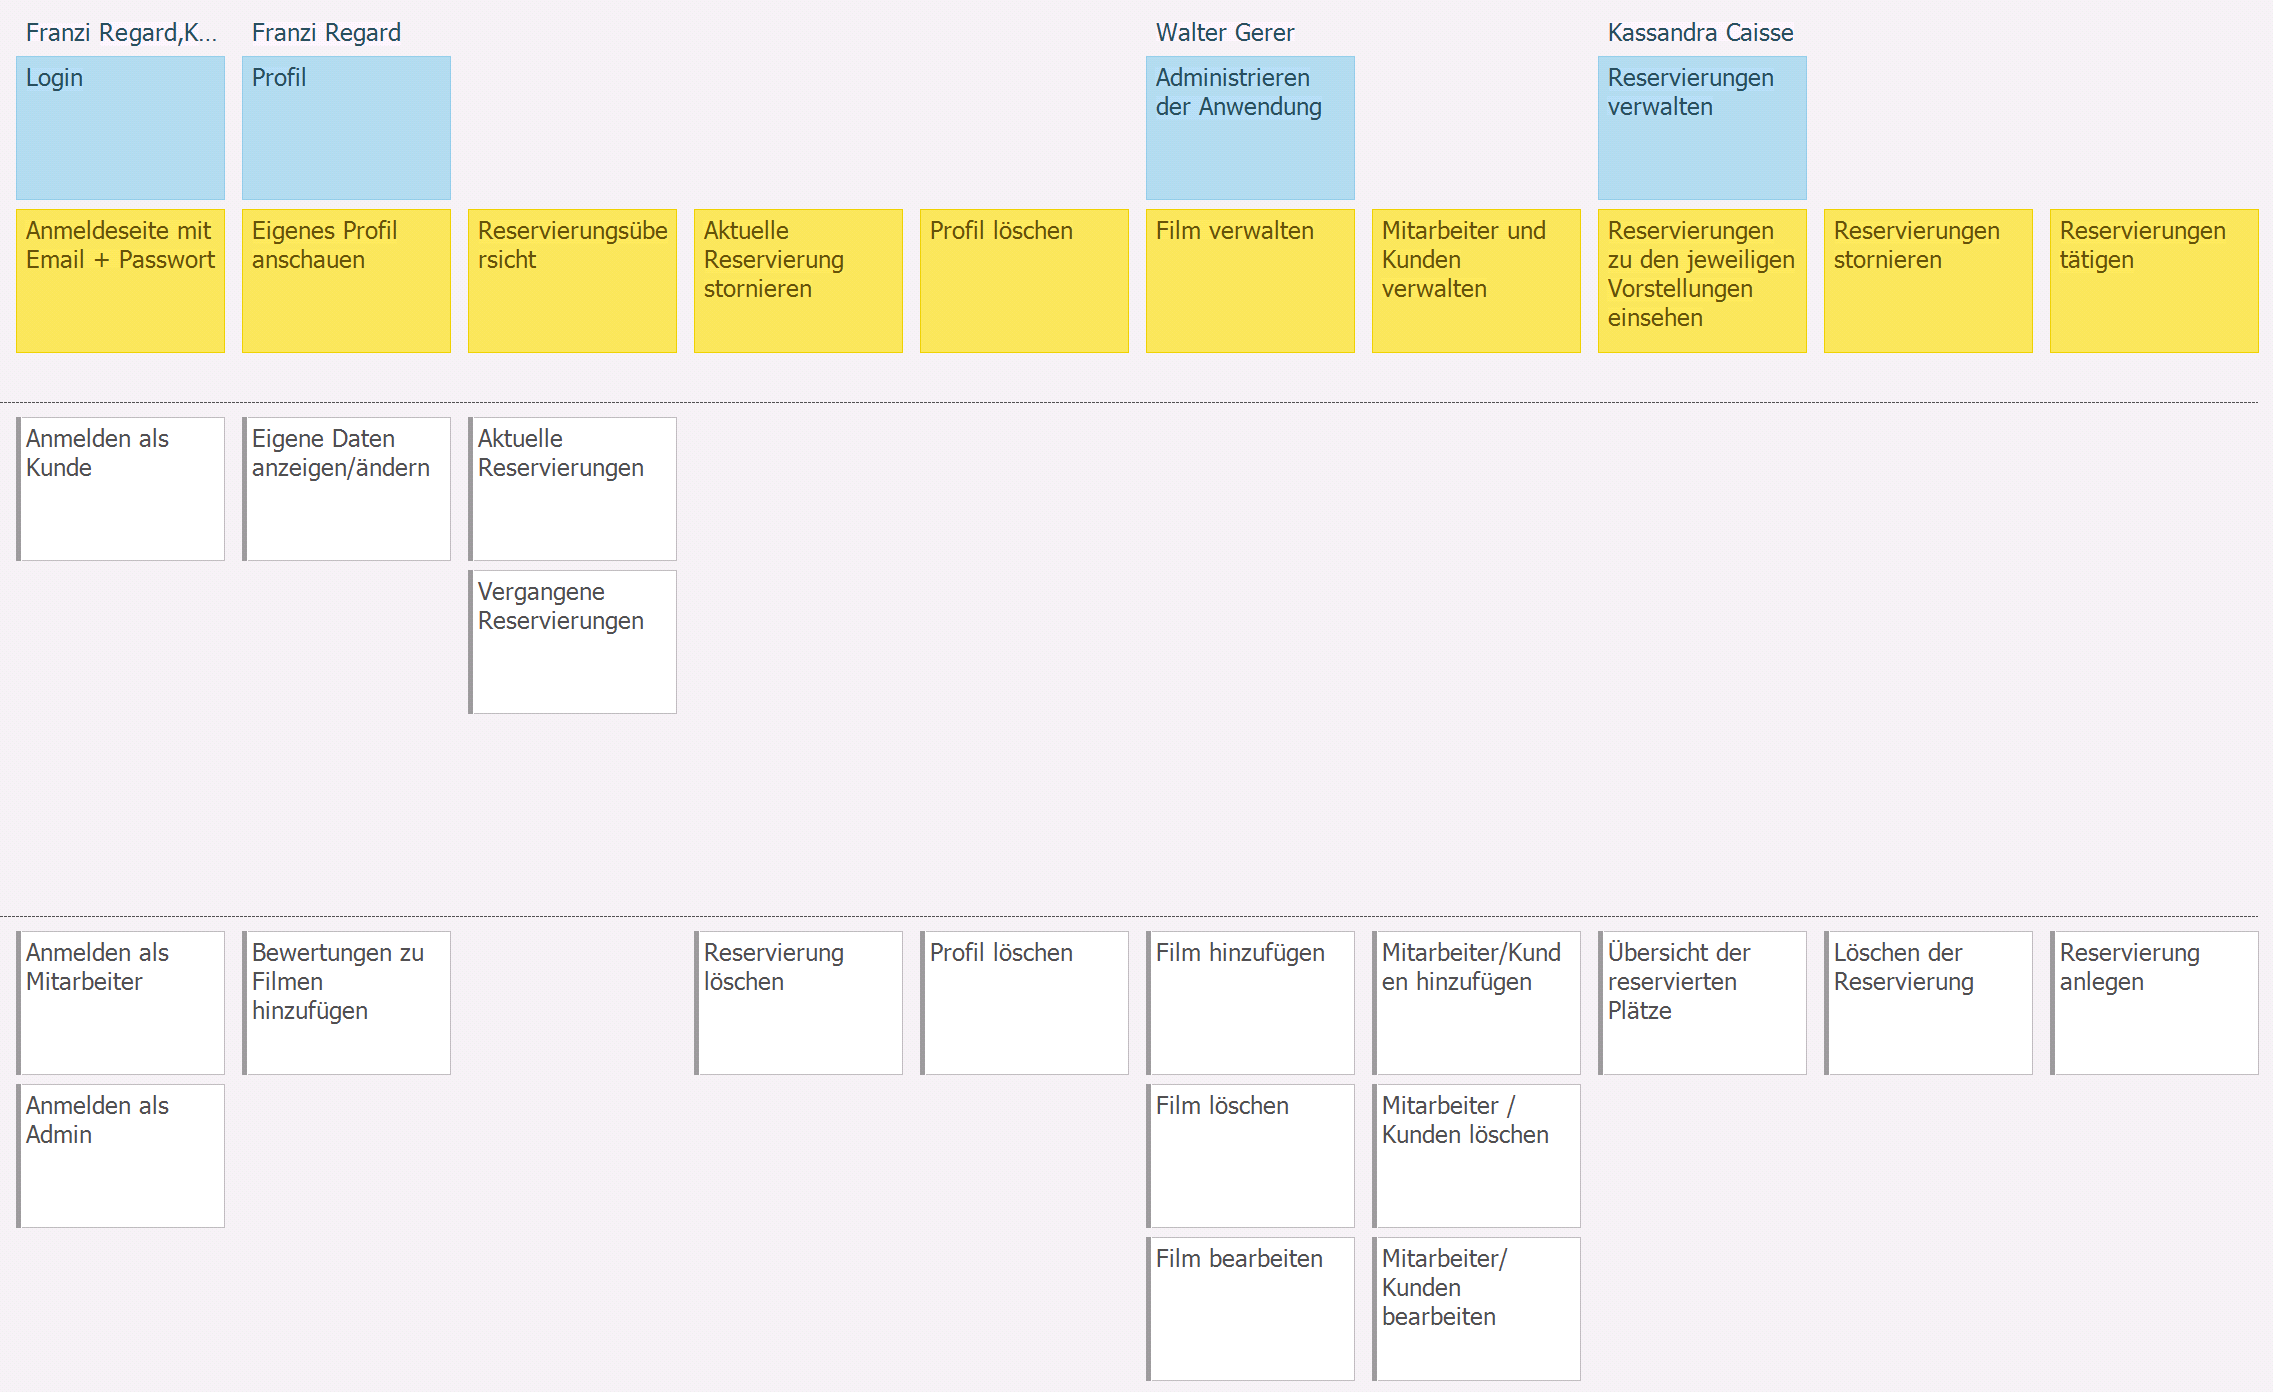 Franzi Regard,K...
Franzi Regard
Walter Gerer
Kassandra Caisse
Login
Profil
Administrieren
der Anwendung
Reservierungen
verwalten
Anmeldeseite mit
Email + Passwort
Eigenes Profil
anschauen
Reservierungsübe
rsicht
Aktuelle
Reservierung
stornieren
Profil löschen
Film verwalten
Mitarbeiter und
Kunden
verwalten
Reservierungen
zu den jeweiligen
Vorstellungen
einsehen
Reservierungen
stornieren
Reservierungen
tätigen
Anmelden als
Kunde
Eigene Daten
anzeigen/ändern
Aktuelle
Reservierungen
Vergangene
Reservierungen
Anmelden als
Mitarbeiter
Bewertungen zu
Filmen
hinzufügen
Reservierung
löschen
Profil löschen
Film hinzufügen
Mitarbeiter/Kund
en hinzufügen
Übersicht der
reservierten
Plätze
Löschen der
Reservierung
Reservierung
anlegen
Anmelden als
Admin
Film löschen
Mitarbeiter /
Kunden löschen
Film bearbeiten
Mitarbeiter/
Kunden
bearbeiten